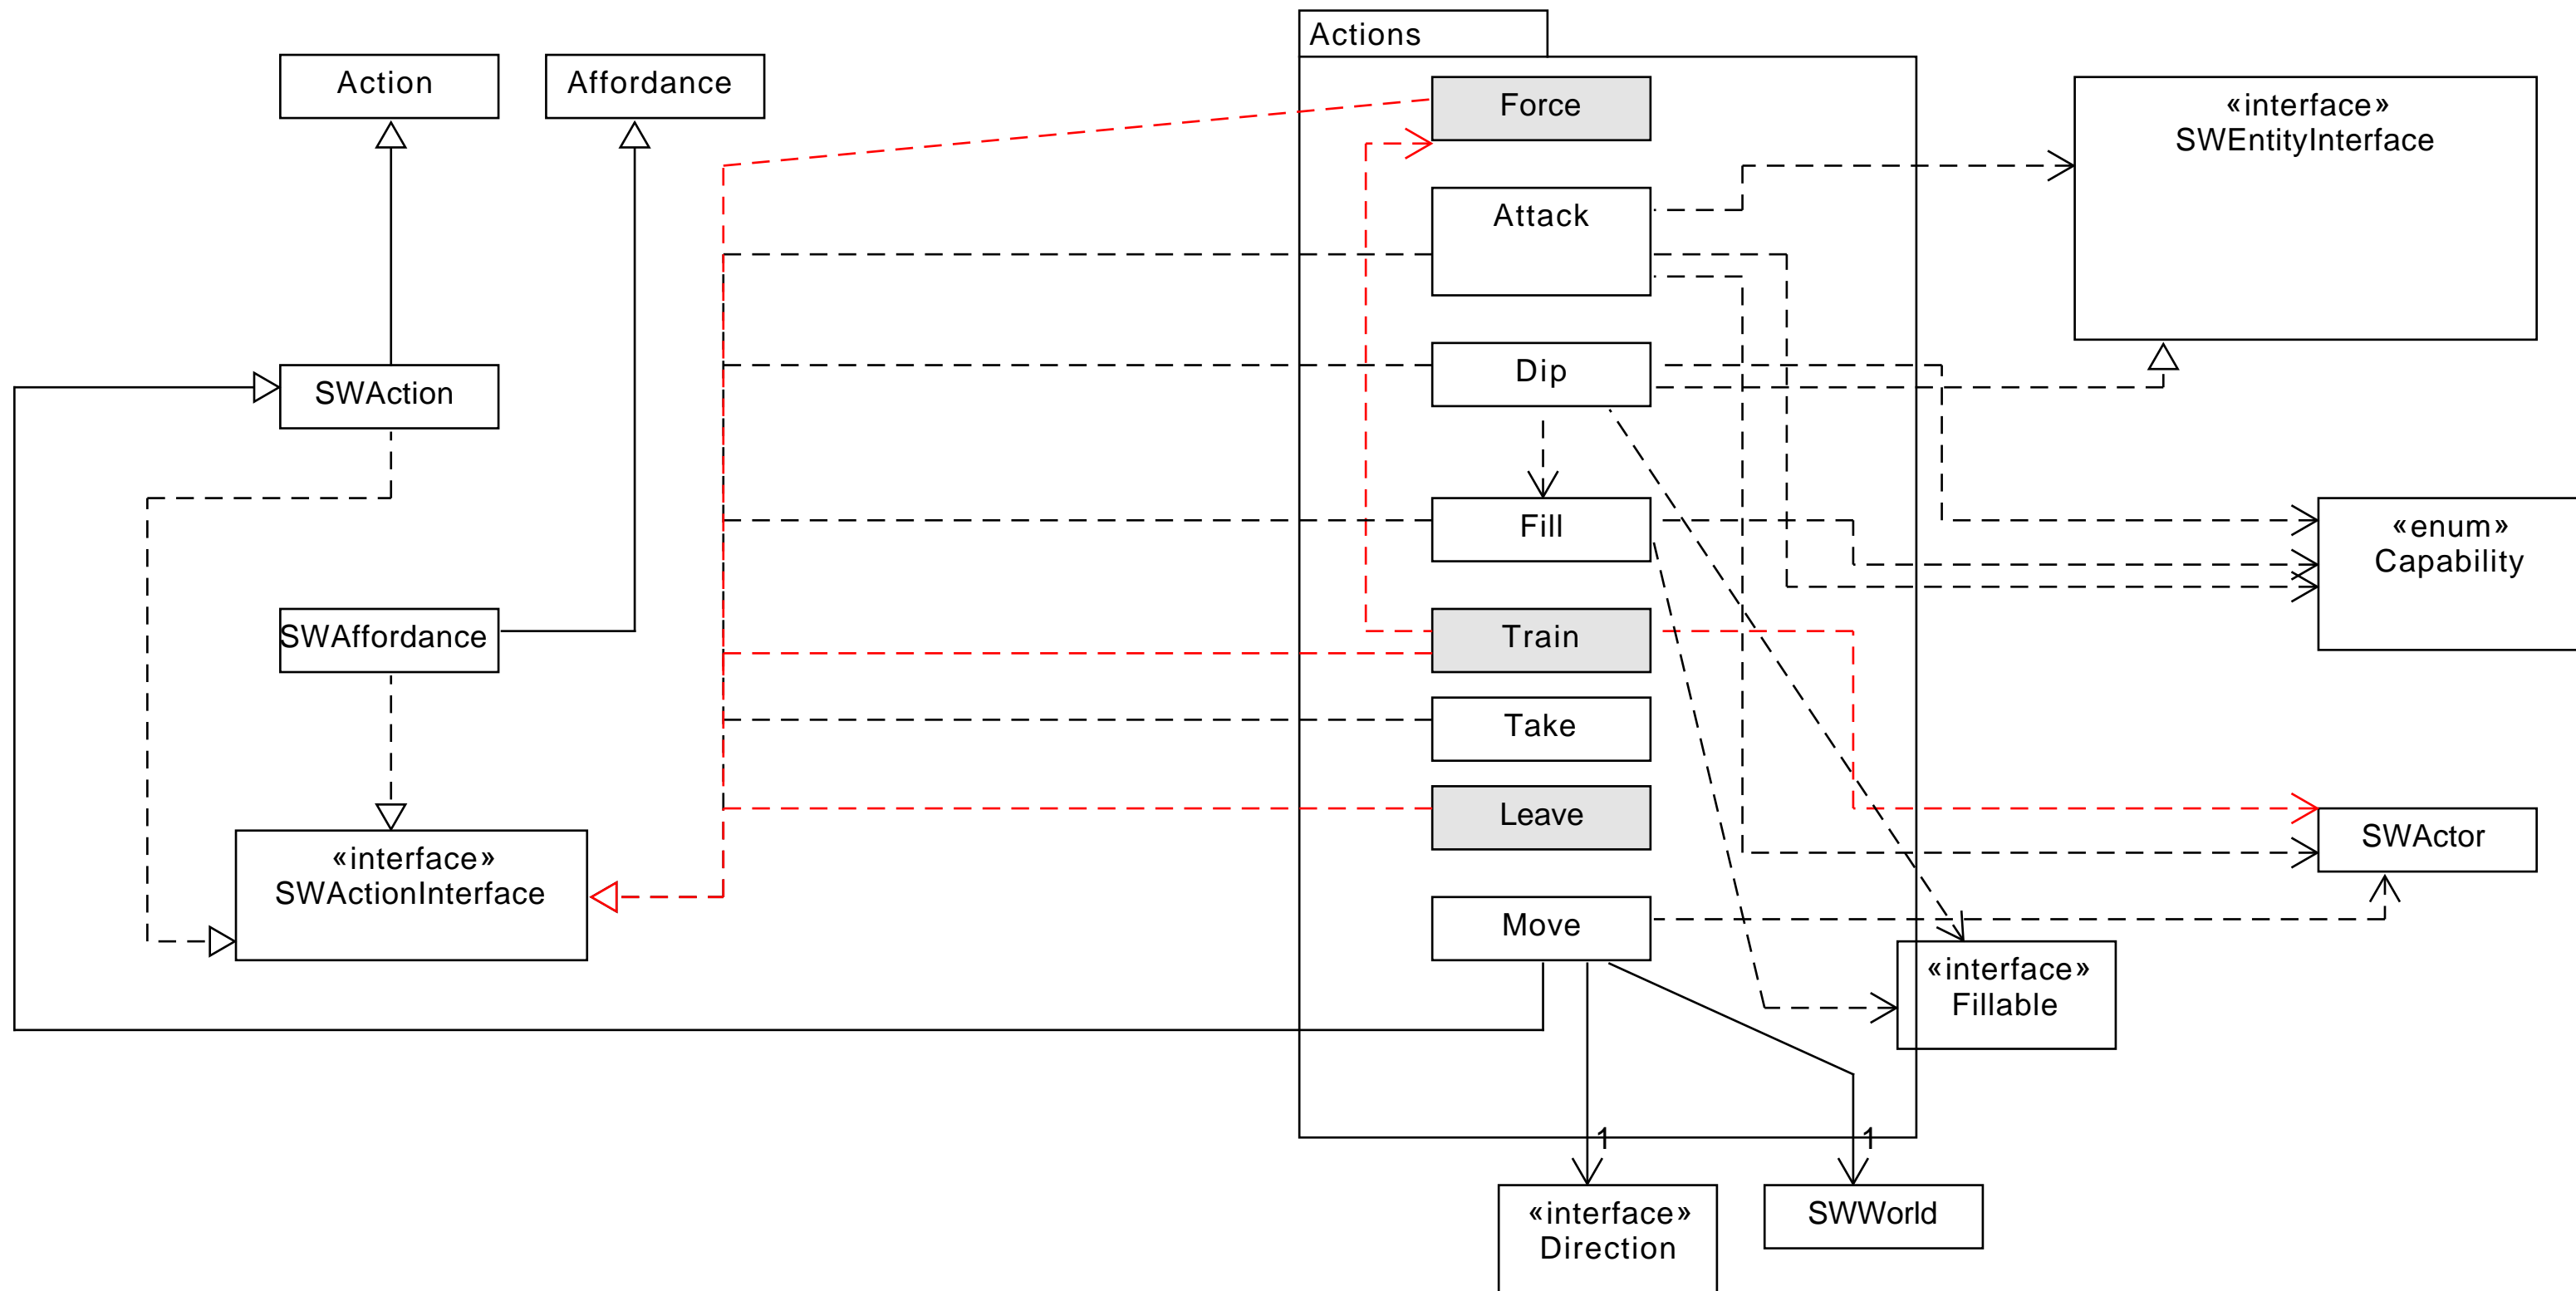 Actions
Action
Affordance
Force
«interface»
SWEntityInterface
Attack
Dip
SWAction
Fill
«enum»
Capability
SWAffordance
Train
Take
Leave
SWActor
«interface»
SWActionInterface
Move
«interface»
Fillable
1
1
«interface»
Direction
SWWorld